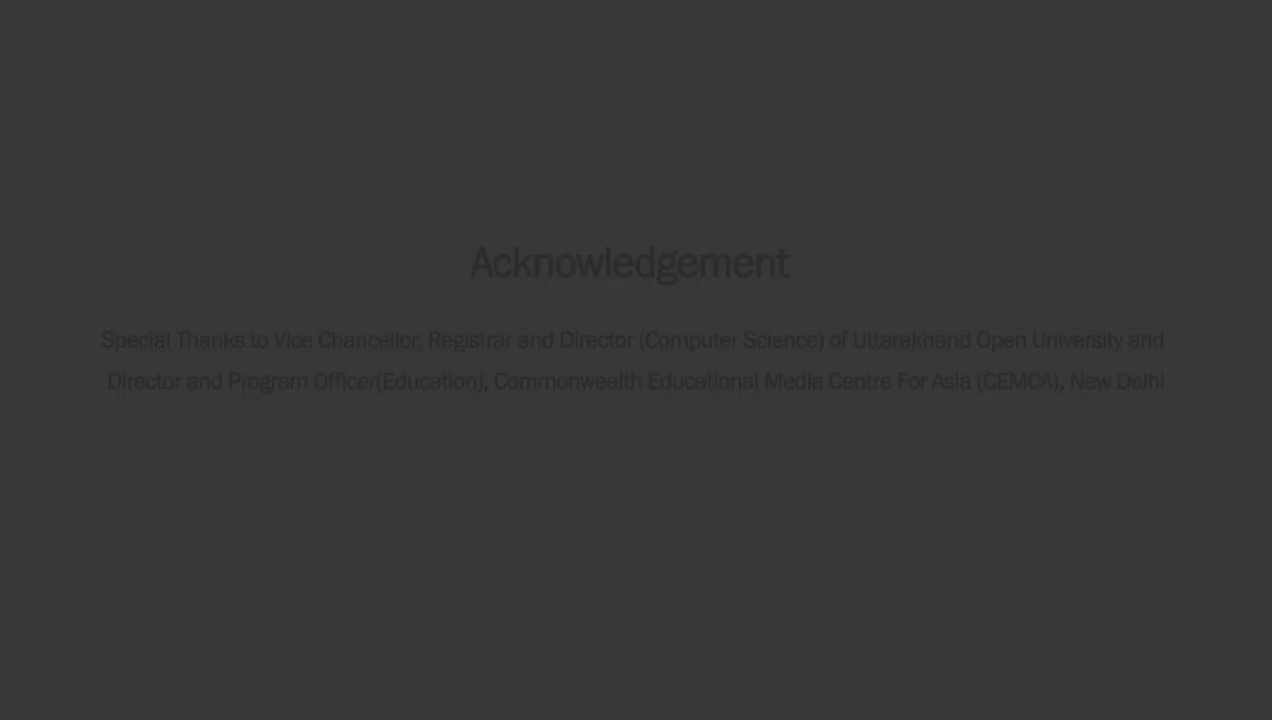 Acknowledgement
Special Thanks to Vice Chancellor, Registrar and Director (Computer Science) of Uttarakhand Open University and
Director and Program Officer(Education), Commonwealth Educational Media Centre For Asia (CEMCA), New Delhi